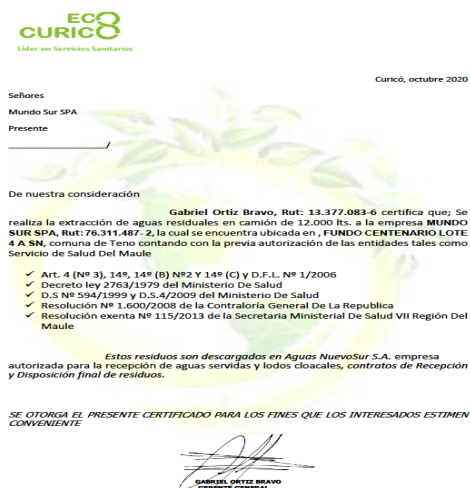 ECO
CURICO
Líder en Servicios Sanitarios
Curicó, octubre 2020
Señores
Mundo Sur SPA
Presente
/
De nuestra consideración
Gabriel Ortiz Bravo, Rut: 13.377.083-6 certifica que; Se
realiza la extracción de aguas residuales en camión de 12.000 lts. a la empresa MUNDO
SUR SPA, Rut: 76.311.487- 2, la cual se encuentra ubicada en , FUNDO CENTENARIO LOTE
4 A SN, comuna de Teno contando con la previa autorización de las entidades tales como
Servicio de Salud Del Maule
✓ Art. 4 (Nº 3), 14º, 14º (B) Nº2 Y 14º (C) y D.F.L. Nº 1/2006
✓ Decreto ley 2763/1979 del Ministerio De Salud
✓ D.S Nº 594/1999 y D.S.4/2009 del Ministerio De Salud
✓ Resolución Nº 1.600/2008 de la Contraloría General De La Republica
✓ Resolución exenta Nº 115/2013 de la Secretaria Ministerial De Salud VII Región Del
Maule
Estos residuos son descargados en Aguas NuevoSur S.A. empresa
autorizada para la recepción de aguas servidas y lodos cloacales, contratos de Recepción
y Disposición final de residuos.
SE OTORGA EL PRESENTE CERTIFICADO PARA LOS FINES QUE LOS INTERESADOS ESTIMEN
CONVENIENTE
GABRIEL ORTIZ BRAVO
GERENTE GENERAL